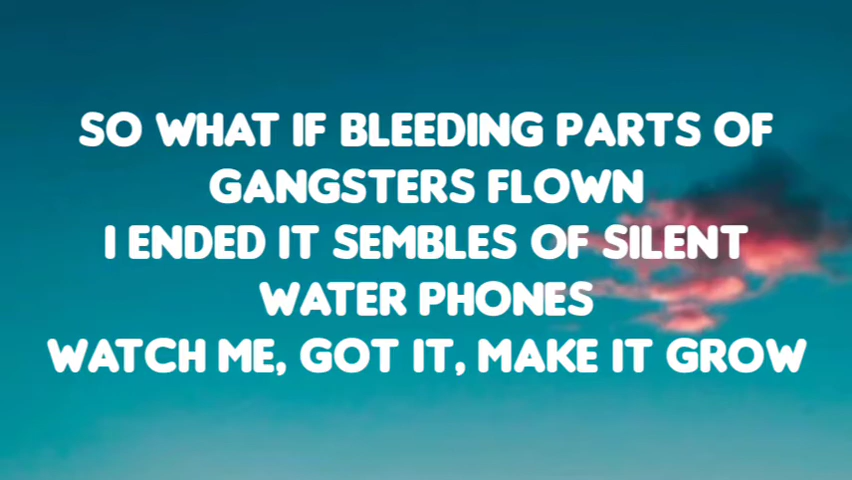 SO WHAT IF BLEEDING PARTS OF
GANGSTERS FLOWN
I ENDED IT SEMBLES OF SILENT
WATER PHONES
WATCH ME, GOT IT, MAKE IT GROW